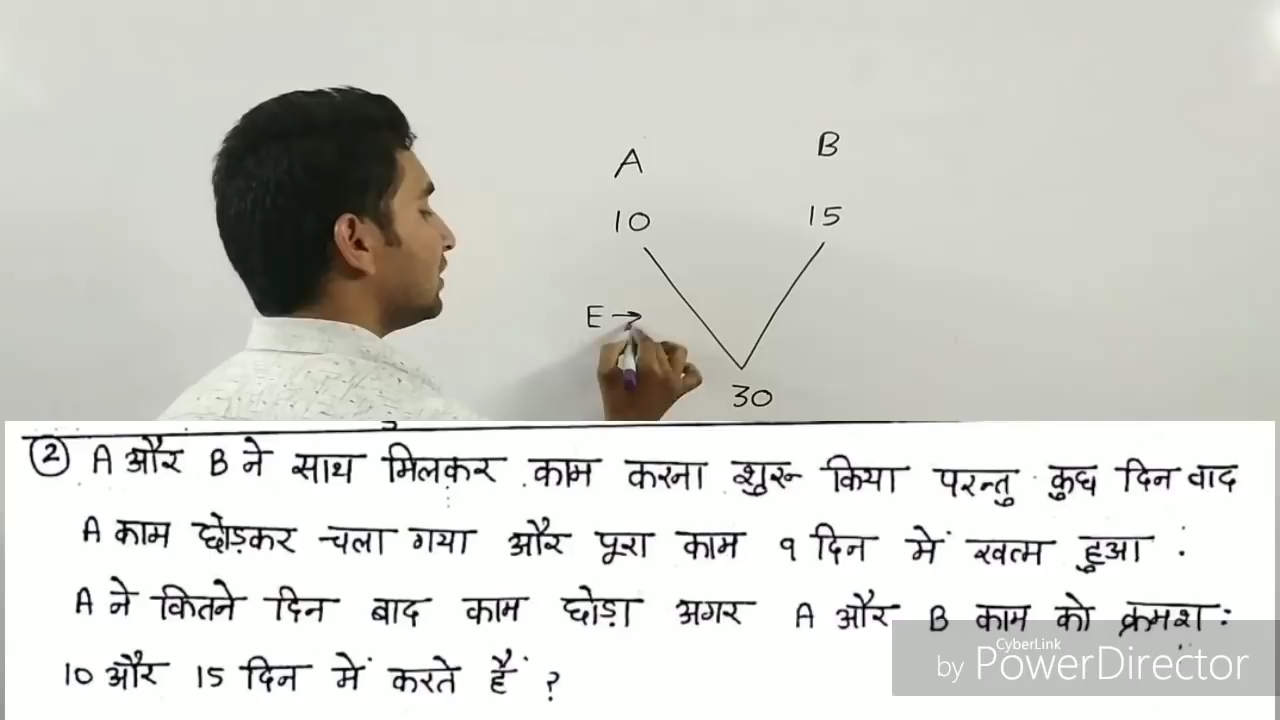 A B
10 15
E →
30
② A और B ने साथ मिलकर काम करना शुरू किया परन्तु कुछ दिन बाद
A काम छोड़कर चला गया और पूरा काम 9 दिन में खत्म हुआ :
A ने कितने दिन बाद काम छोड़ा अगर A और B काम को क्रमश:
10 और 15 दिन में करते हैं ?
CyberLink
by PowerDirector